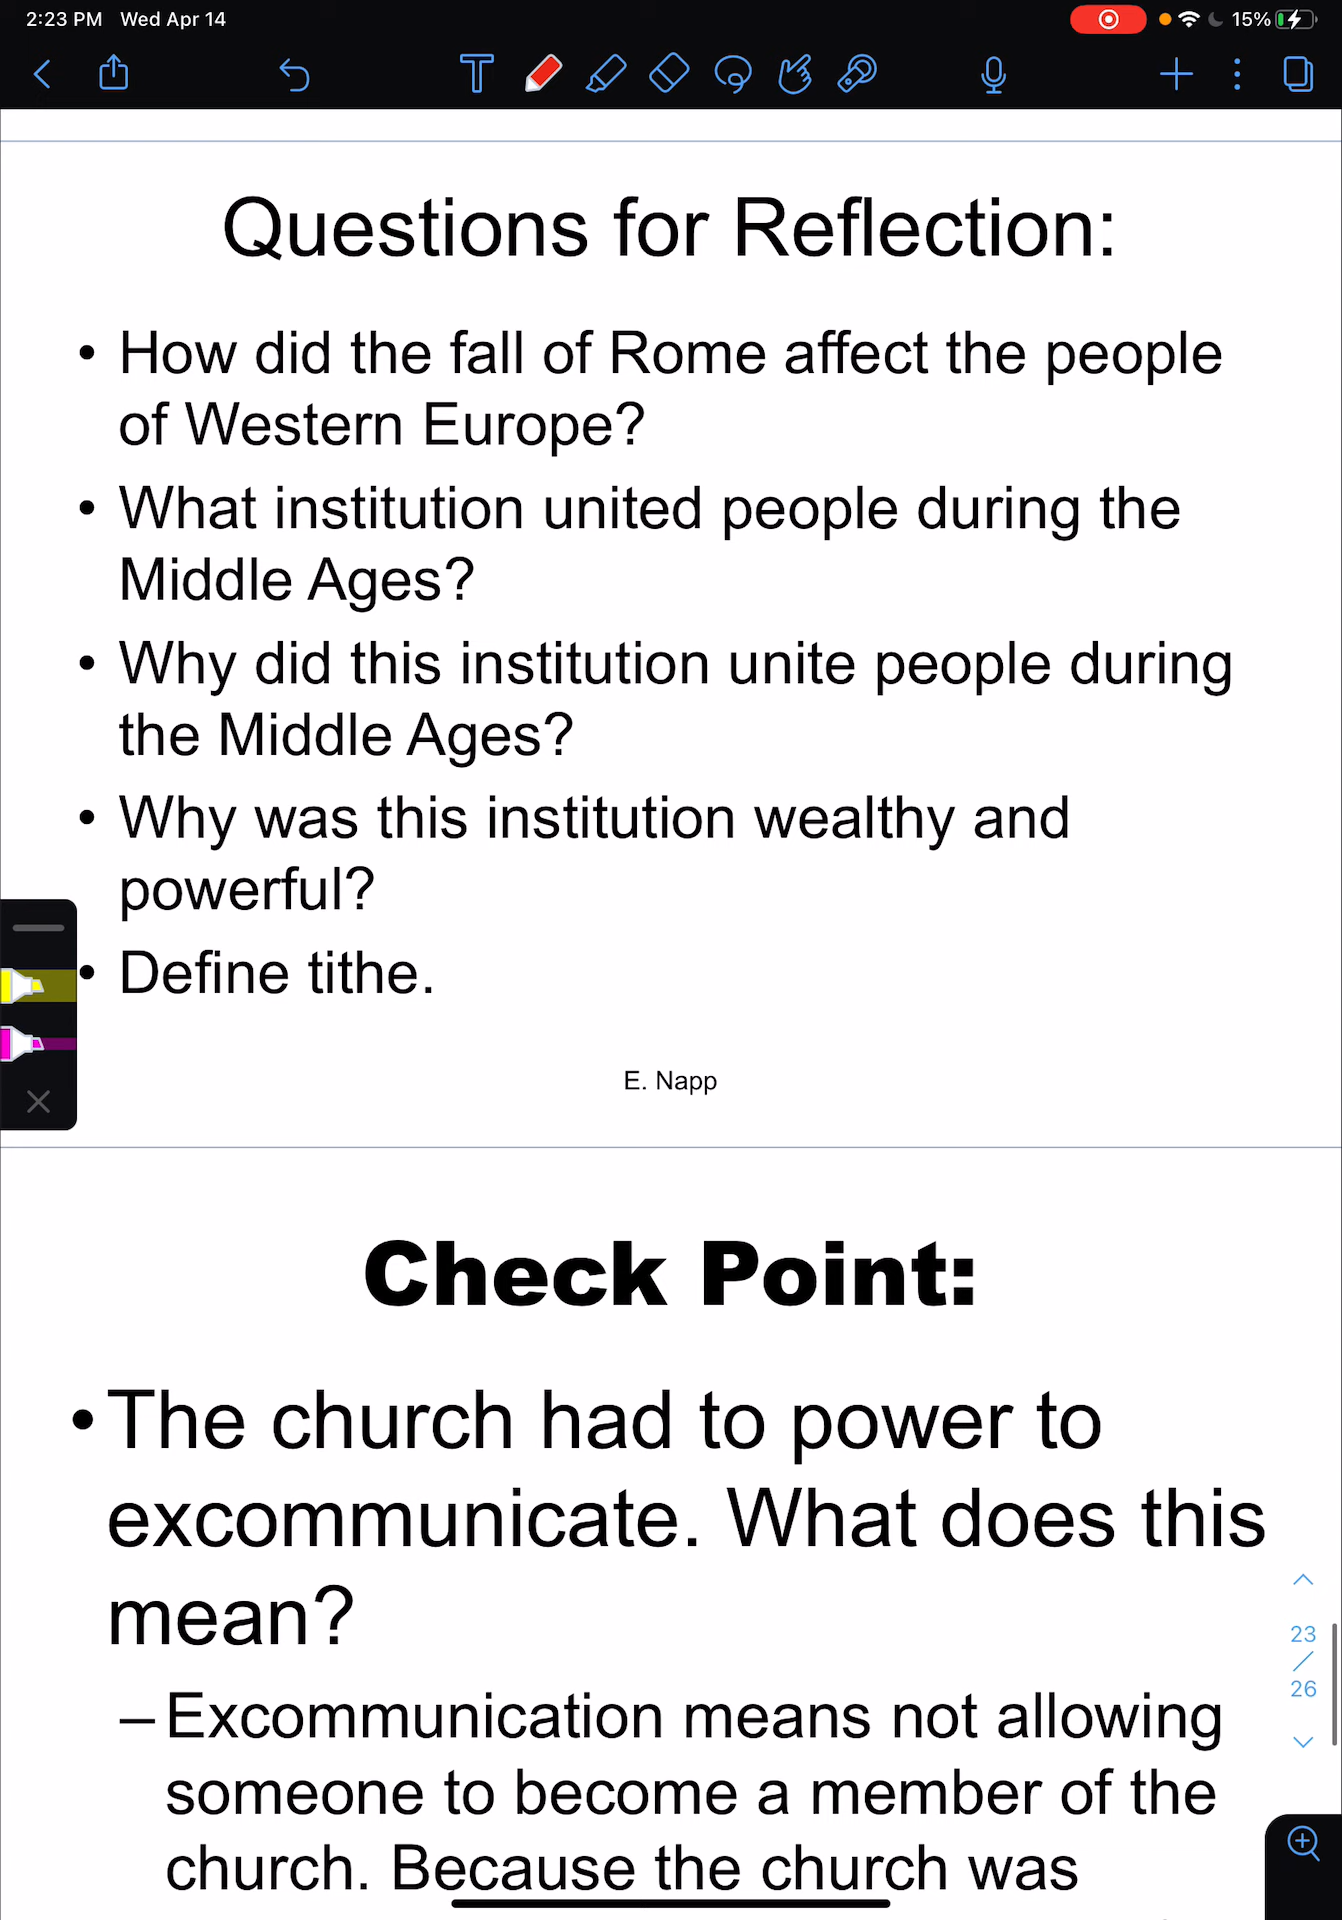 2:23 PM Wed Apr 14
15%
T
Questions for Reflection:
• How did the fall of Rome affect the people
of Western Europe?
• What institution united people during the
Middle Ages?
• Why did this institution unite people during
the Middle Ages?
• Why was this institution wealthy and
powerful?
• Define tithe.
E. Napp
Check Point:
• The church had to power to
excommunicate. What does this
mean?
– Excommunication means not allowing
someone to become a member of the
church. Because the church was
23
/
26